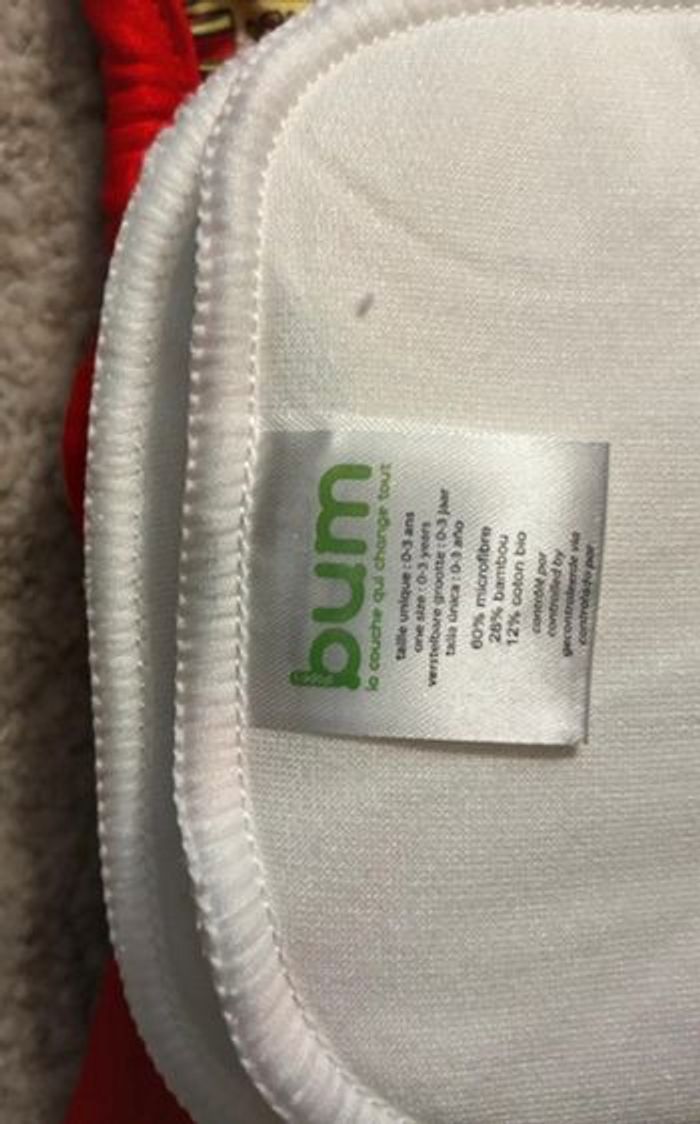 bum
la couche qui change tout
taille unique : 0-3 ans
one size : 0-3 years
verstelbare grootte : 0-3 jaar
talla única : 0-3 año
60% microfibre
28% bambou
12% coton bio
contrôlé par
controlled by
gecontroleerde via
controlado por